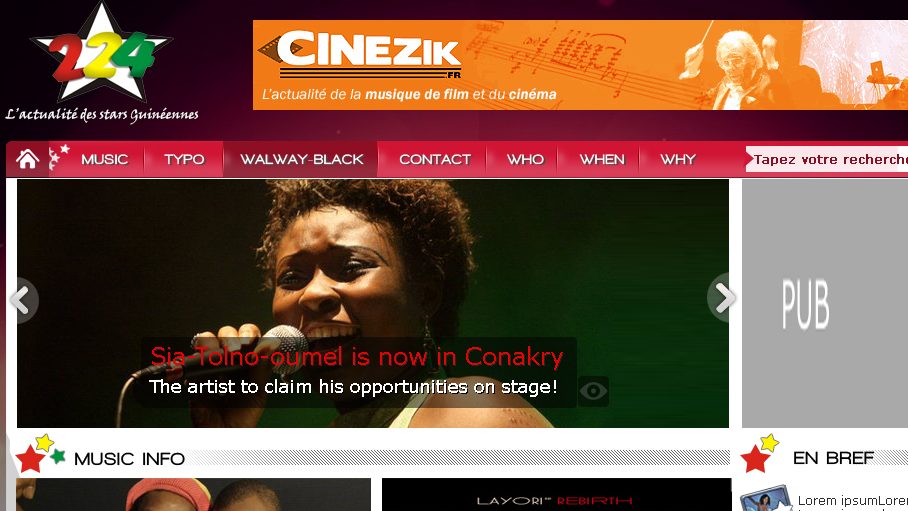 224
L'actualité des stars Guinéennes
CINEZIK
.FR
L'actualité de la musique de film et du cinéma
MUSIC TYPO WALWAY-BLACK CONTACT WHO WHEN WHY
Tapez votre recherche
Sia-Tolno-oumel is now in Conakry
The artist to claim his opportunities on stage!
PUB
MUSIC INFO
EN BREF
LAYORI™ REBIRTH
Lorem ipsumLorem